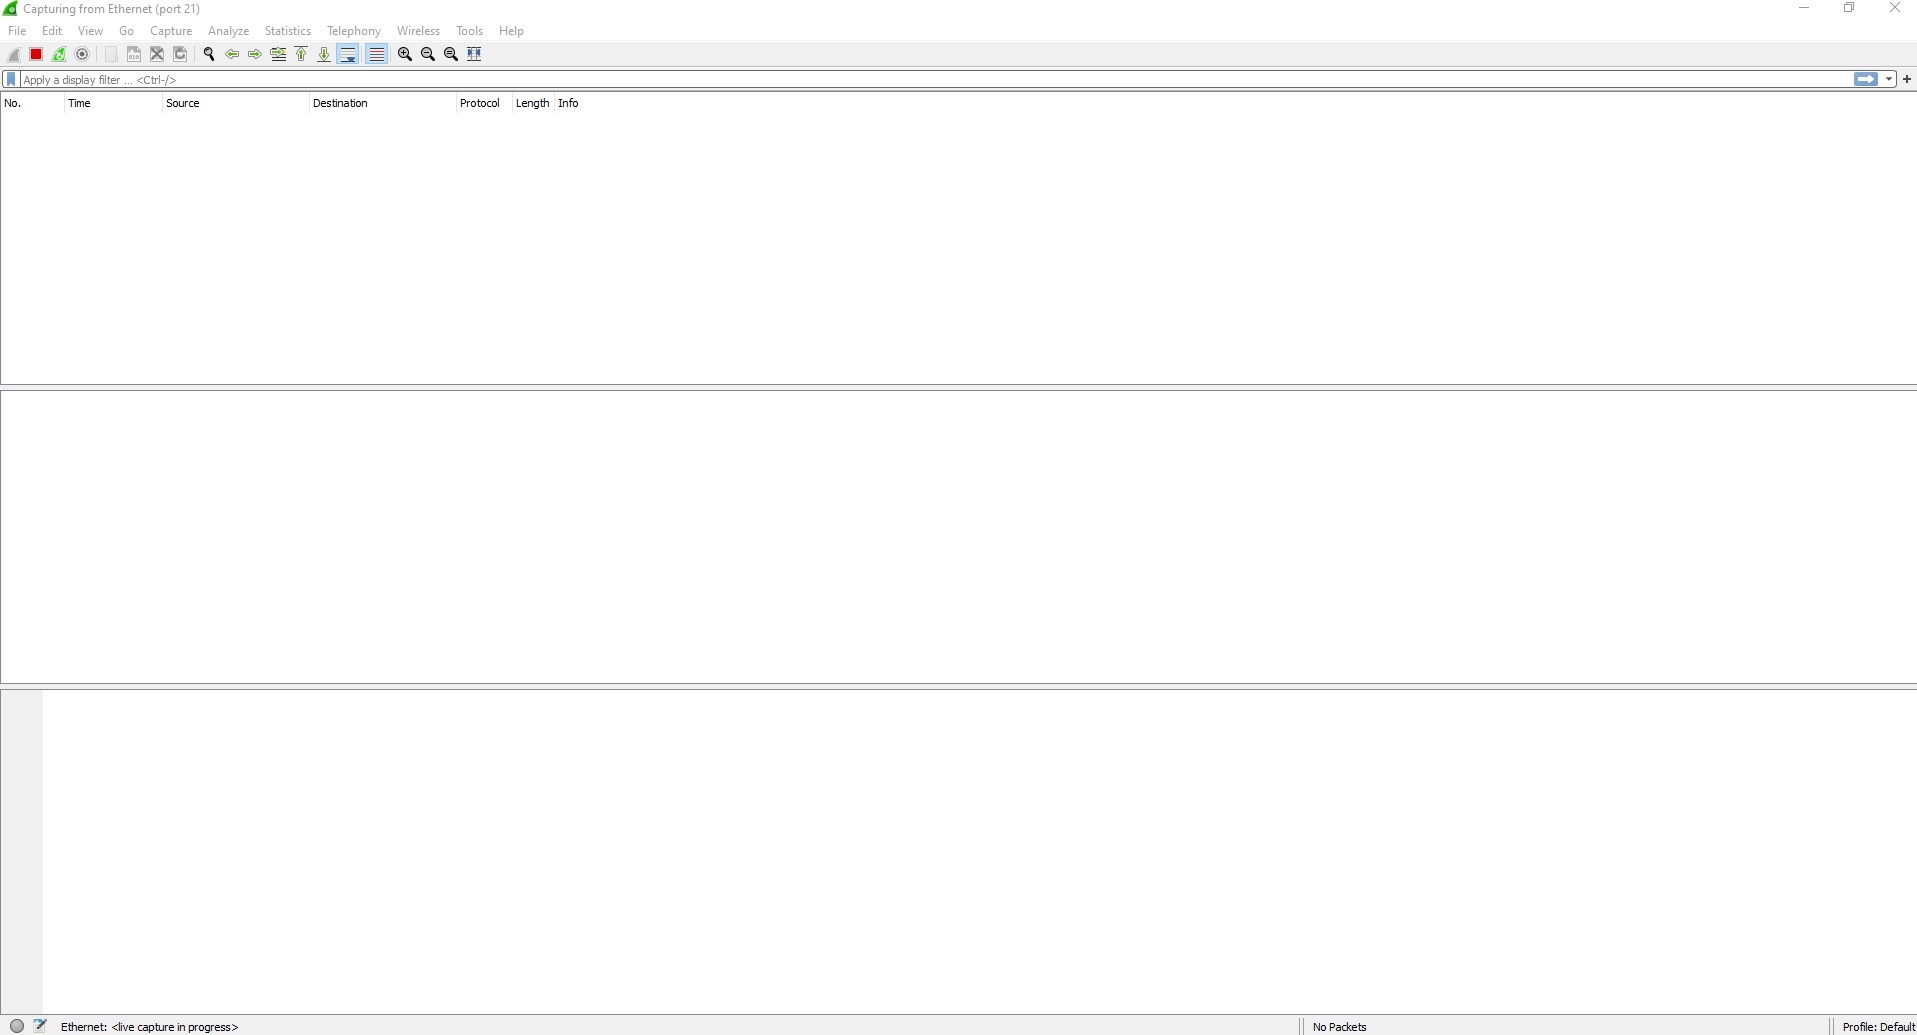 Capturing from Ethernet (port 21)
File Edit View Go Capture Analyze Statistics Telephony Wireless Tools Help
Apply a display filter ... <Ctrl-/>
No. Time Source Destination Protocol Length Info
Ethernet: <live capture in progress> No Packets Profile: Default